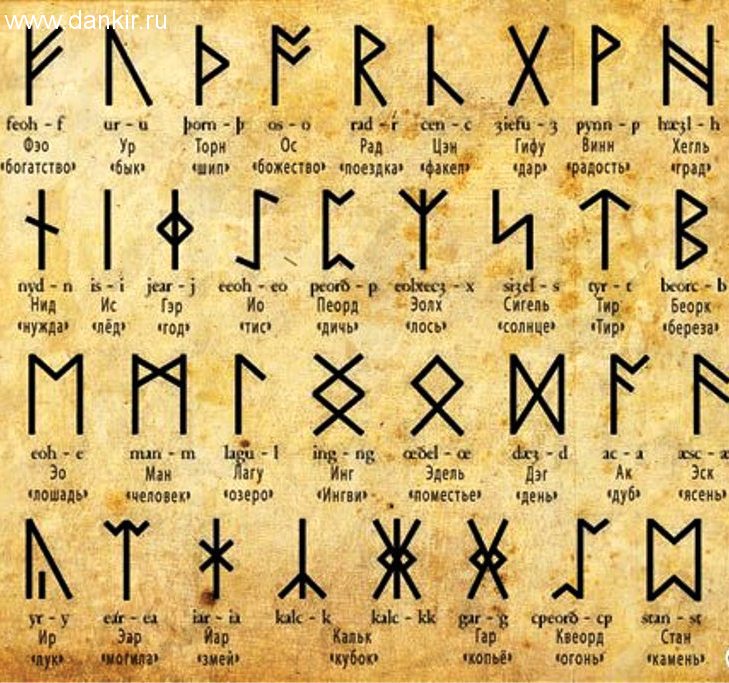 www.dankir.ru
ᚠ ᚢ ᚦ ᚩ ᚱ ᚳ ᚷ ᚹ ᚻ
feoh - f ur - u þorn - þ os - o rad - r cen - c ʒiefu - ʒ pynn - p hæʒl - h
Фэо Ур Торн Ос Рад Цэн Гифу Винн Хегль
«богатство» «бык» «шип» «божество» «поездка» «факел» «дар» «радость» «град»
ᚾ ᛁ ᛄ ᛇ ᛈ ᛉ ᛋ ᛏ ᛒ
nyd - n is - i jear - j eeoh - eo peorð - p eolxecʒ - x siʒel - s tyr - t beorc - b
Нид Ис Гэр Ио Пеорд Эолх Сигель Тир Беорк
«нужда» «лёд» «год» «тис» «дичь» «лось» «солнце» «Тир» «береза»
ᛖ ᛗ ᛚ ᛝ ᛟ ᛞ ᚪ ᚫ
eoh - e man - m lagu - l ing - ng œðel - œ dæʒ - d ac - a æsc - æ
Эо Ман Лагу Инг Эдель Дэг Ак Эск
«лошадь» «человек» «озеро» «Ингви» «поместье» «день» «дуб» «ясень»
ᚣ ᛠ ᛡ ᛣ ᛤ ᚸ ᛢ ᛥ
yr - y ear - ea iar - ia kalc - k kalc - kk gar - g cpeorð - cp stan - st
Ир Эар Йар Кальк Гар Квеорд Стан
«лук» «могила» «змей» «кубок» «копьё» «огонь» «камень»